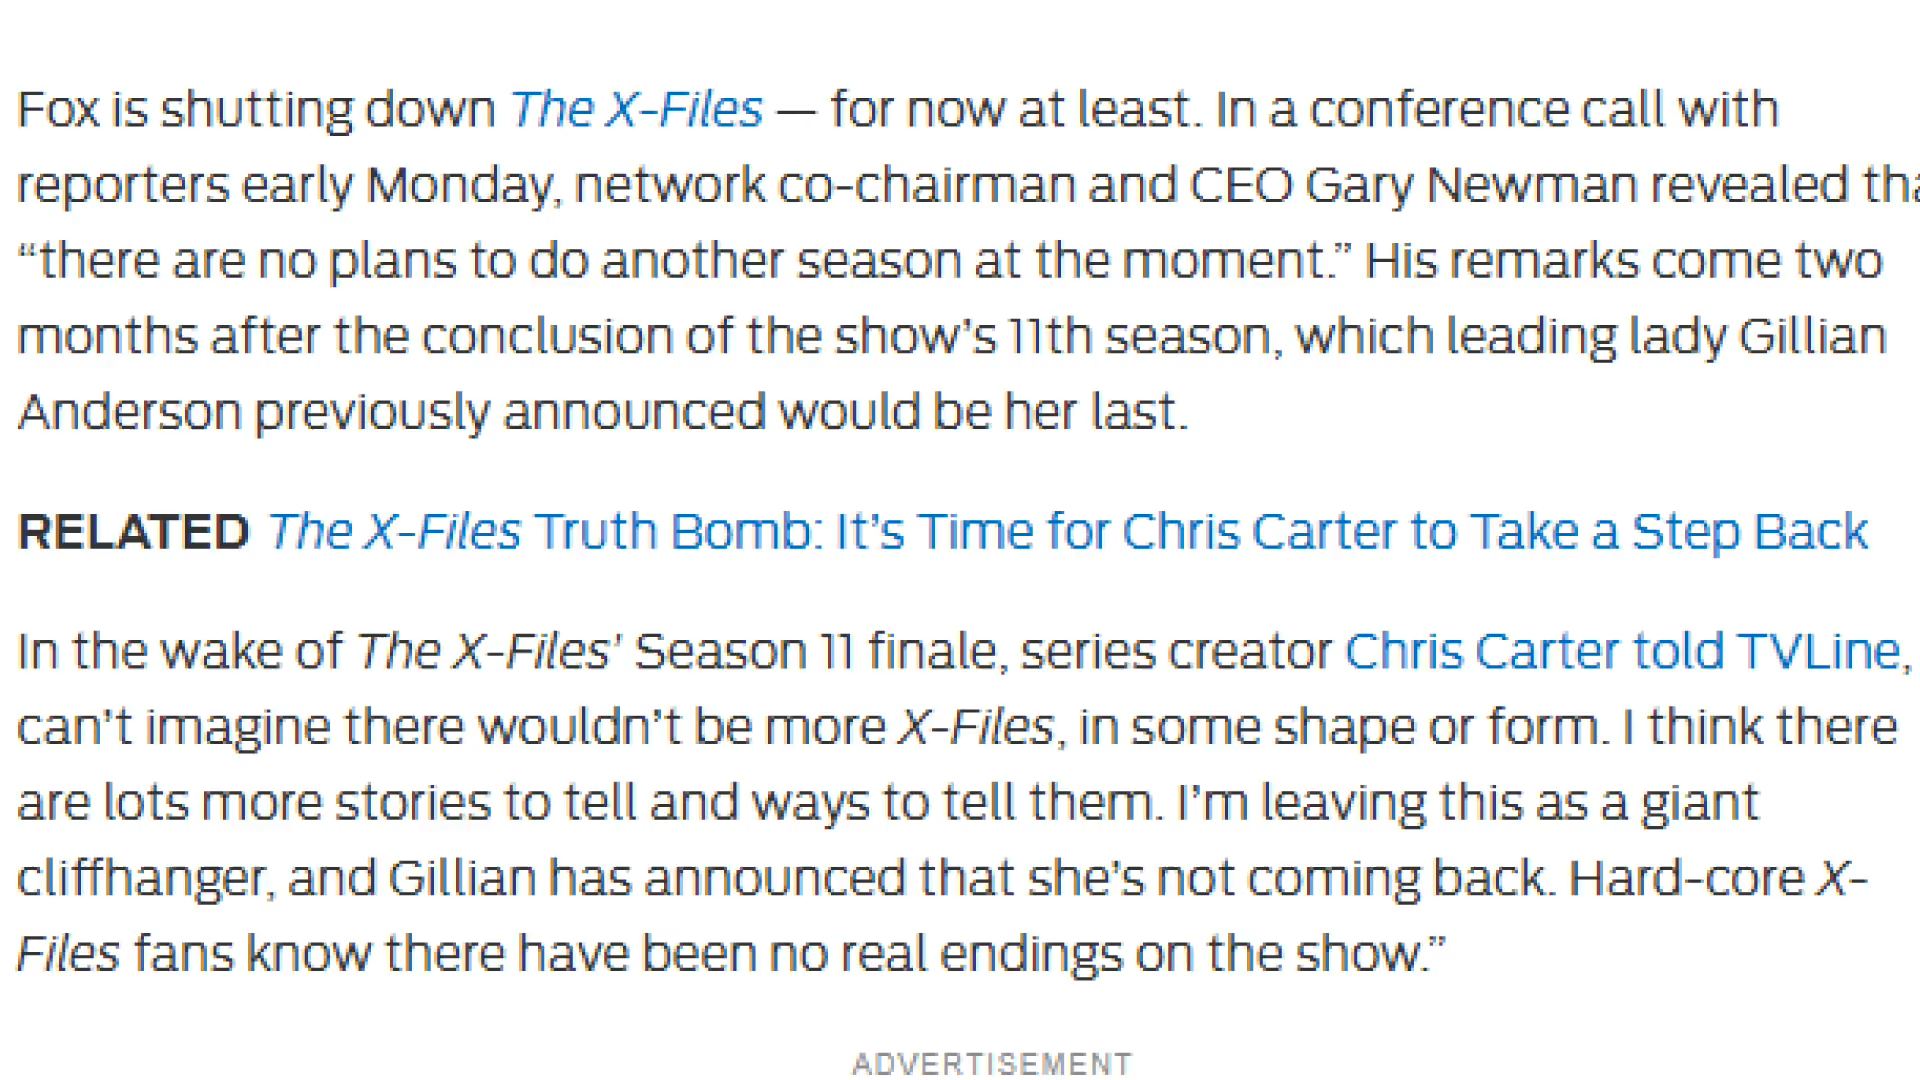 Fox is shutting down The X-Files — for now at least. In a conference call with
reporters early Monday, network co-chairman and CEO Gary Newman revealed
“there are no plans to do another season at the moment.” His remarks come two
months after the conclusion of the show’s 11th season, which leading lady Gillian
Anderson previously announced would be her last.
RELATED The X-Files Truth Bomb: It’s Time for Chris Carter to Take a Step Back
In the wake of The X-Files’ Season 11 finale, series creator Chris Carter told TVLine,
can’t imagine there wouldn’t be more X-Files, in some shape or form. I think there
are lots more stories to tell and ways to tell them. I’m leaving this as a giant
cliffhanger, and Gillian has announced that she’s not coming back. Hard-core X-
Files fans know there have been no real endings on the show.”
ADVERTISEMENT